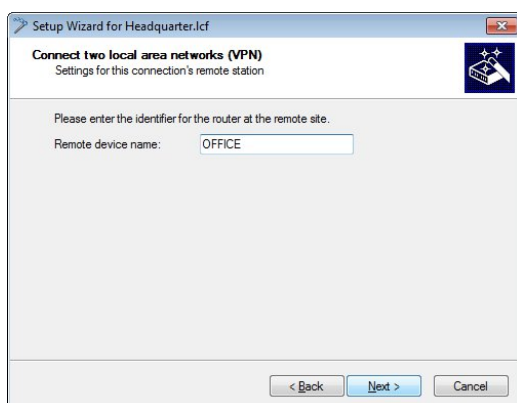 Setup Wizard for Headquarter.lcf
Connect two local area networks (VPN)
Settings for this connection's remote station
Please enter the identifier for the router at the remote site.
Remote device name: OFFICE
< Back Next > Cancel